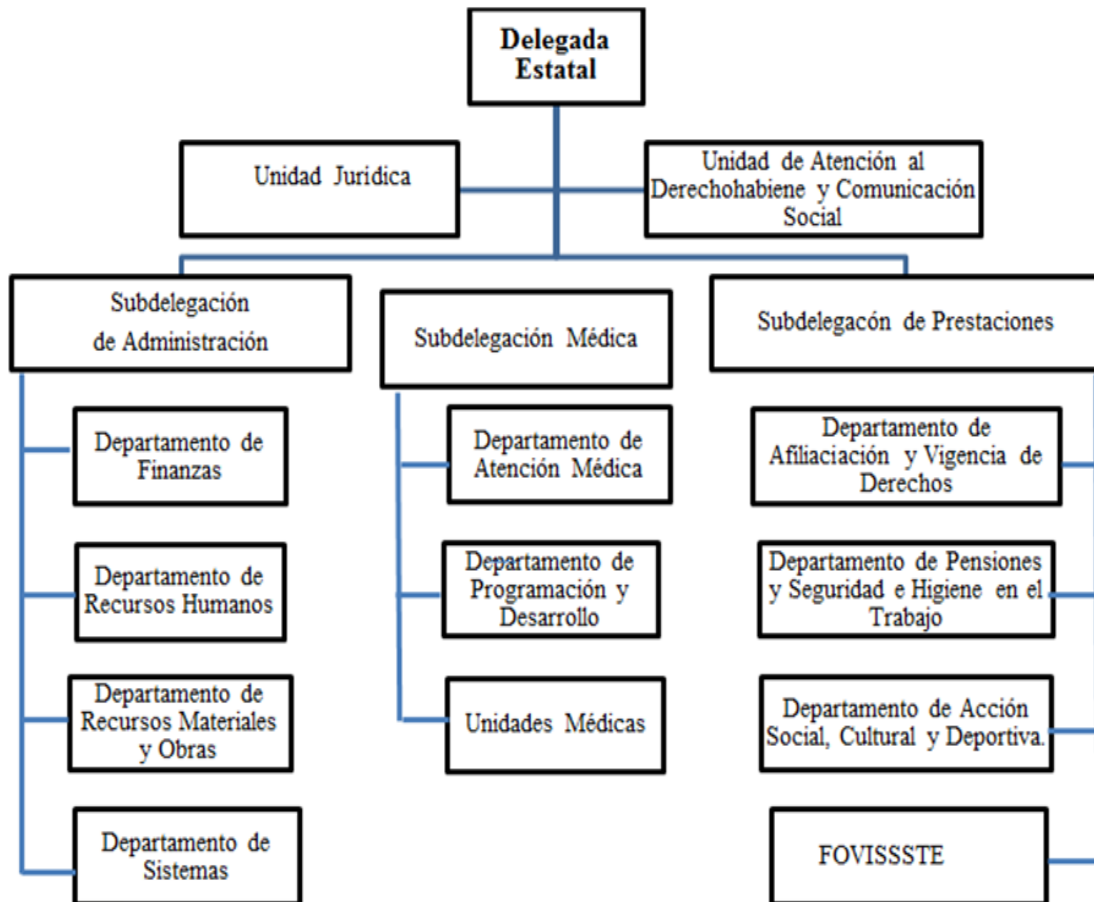 Delegada
Estatal
Unidad Jurídica
Unidad de Atención al
Derechohabiene y Comunicación
Social
Subdelegación
de Administración
Subdelegación Médica
Subdelegacón de Prestaciones
Departamento de
Finanzas
Departamento de
Atención Médica
Departamento de
Afiliaciación y Vigencia de
Derechos
Departamento de
Recursos Humanos
Departamento de
Programación y
Desarrollo
Departamento de Pensiones
y Seguridad e Higiene en el
Trabajo
Departamento de
Recursos Materiales
y Obras
Unidades Médicas
Departamento de Acción
Social, Cultural y Deportiva.
Departamento de
Sistemas
FOVISSSTE